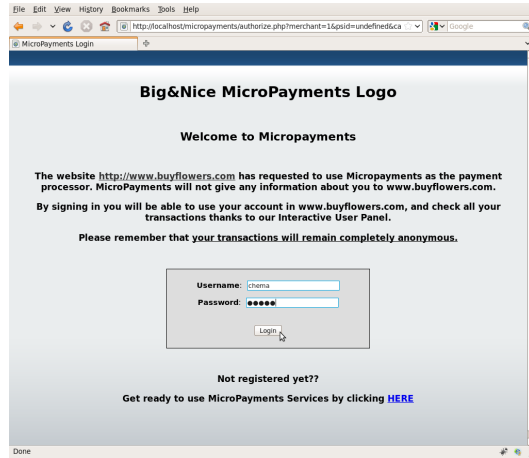 File Edit View History Bookmarks Tools Help
http://localhost/micropayments/authorize.php?merchant=1&psid=undefined&ca
Google
MicroPayments Login
Big&Nice MicroPayments Logo
Welcome to Micropayments
The website http://www.buyflowers.com has requested to use Micropayments as the payment
processor. MicroPayments will not give any information about you to www.buyflowers.com.
By signing in you will be able to use your account in www.buyflowers.com, and check all your
transactions thanks to our Interactive User Panel.
Please remember that your transactions will remain completely anonymous.
Username: chema
Password: ●●●●●
Login
Not registered yet??
Get ready to use MicroPayments Services by clicking HERE
Done